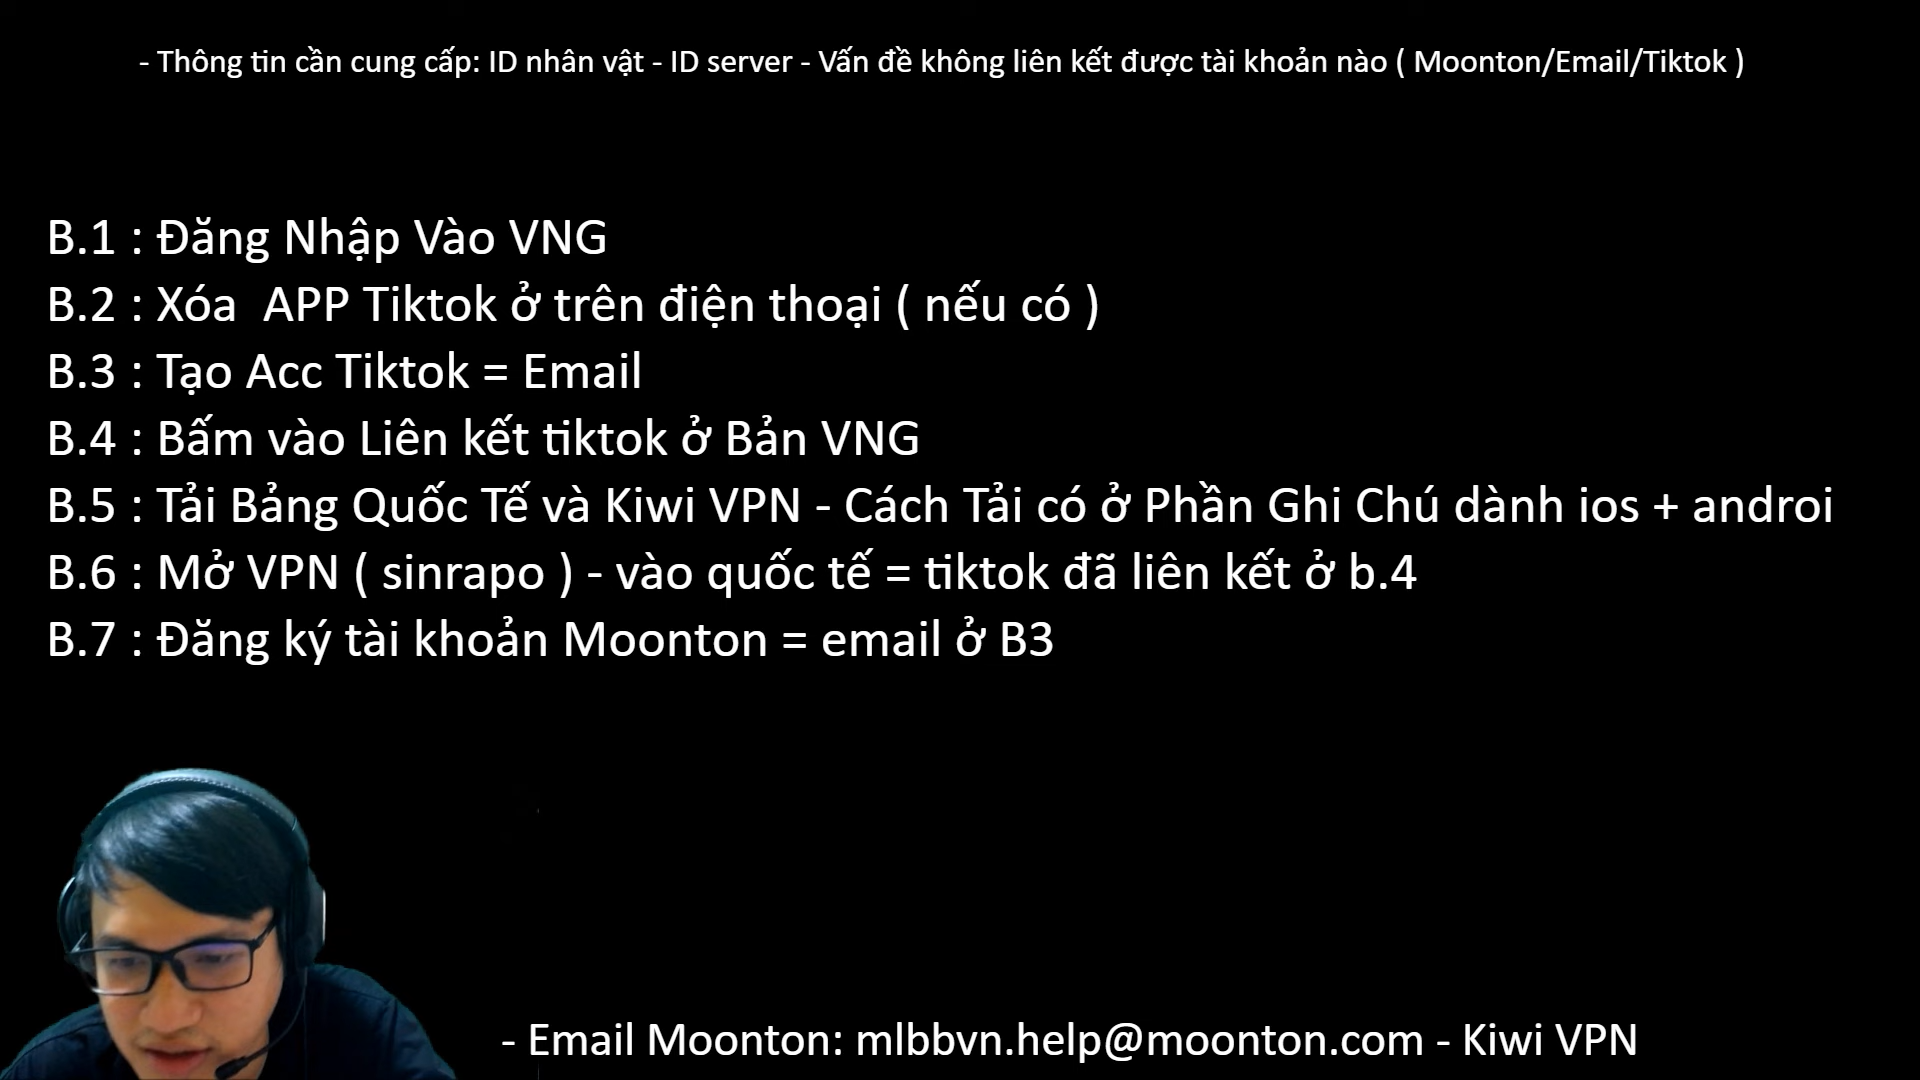 - Thông tin cần cung cấp: ID nhân vật - ID server - Vấn đề không liên kết được tài khoản nào ( Moonton/Email/Tiktok )
B.1 : Đăng Nhập Vào VNG
B.2 : Xóa  APP Tiktok ở trên điện thoại ( nếu có )
B.3 : Tạo Acc Tiktok = Email
B.4 : Bấm vào Liên kết tiktok ở Bản VNG
B.5 : Tải Bảng Quốc Tế và Kiwi VPN - Cách Tải có ở Phần Ghi Chú dành ios + androi
B.6 : Mở VPN ( sinrapo ) - vào quốc tế = tiktok đã liên kết ở b.4
B.7 : Đăng ký tài khoản Moonton = email ở B3
- Email Moonton: mlbbvn.help@moonton.com - Kiwi VPN